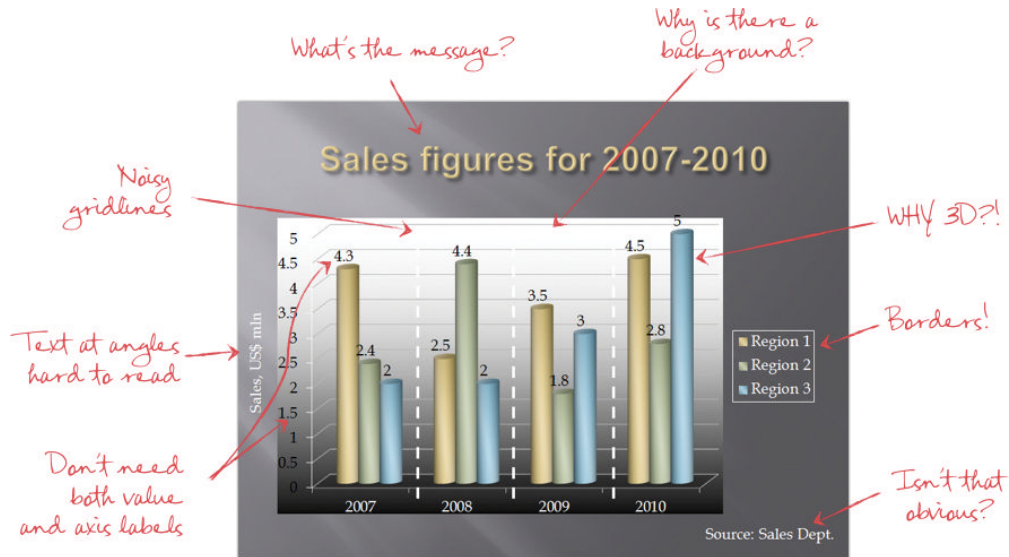 What's the message?
Why is there a
background?
Sales figures for 2007-2010
Noisy
gridlines
WHY 3D?!
5
4.5
4
3.5
3
2.5
2
1.5
1
0.5
0
Sales, US$ mln
4.3
2.4
2
2.5
4.4
2
3.5
1.8
3
4.5
2.8
5
2007
2008
2009
2010
Region 1
Region 2
Region 3
Borders!
Text at angles
hard to read
Don't need
both value
and axis labels
Isn't that
obvious?
Source: Sales Dept.